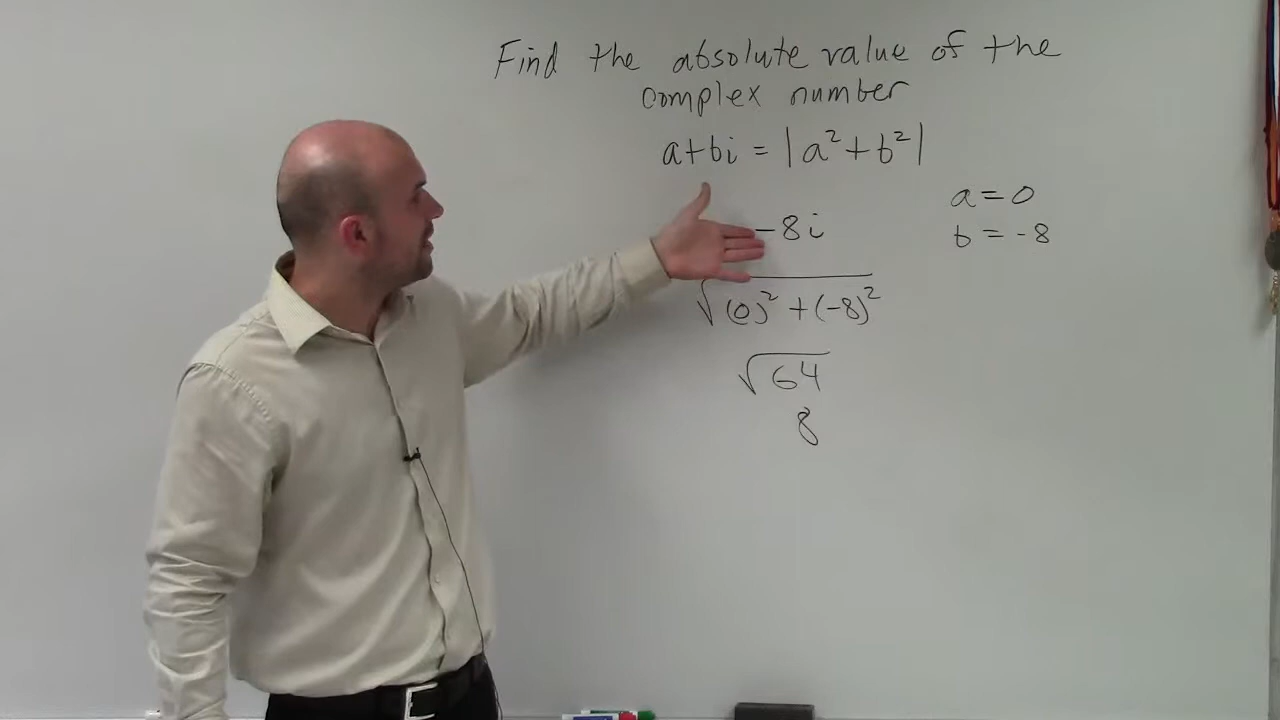 Find the absolute value of the
complex number
a+bi = |a²+b²|
-8i
a=0
b=-8
√(0)²+(-8)²
√64
8